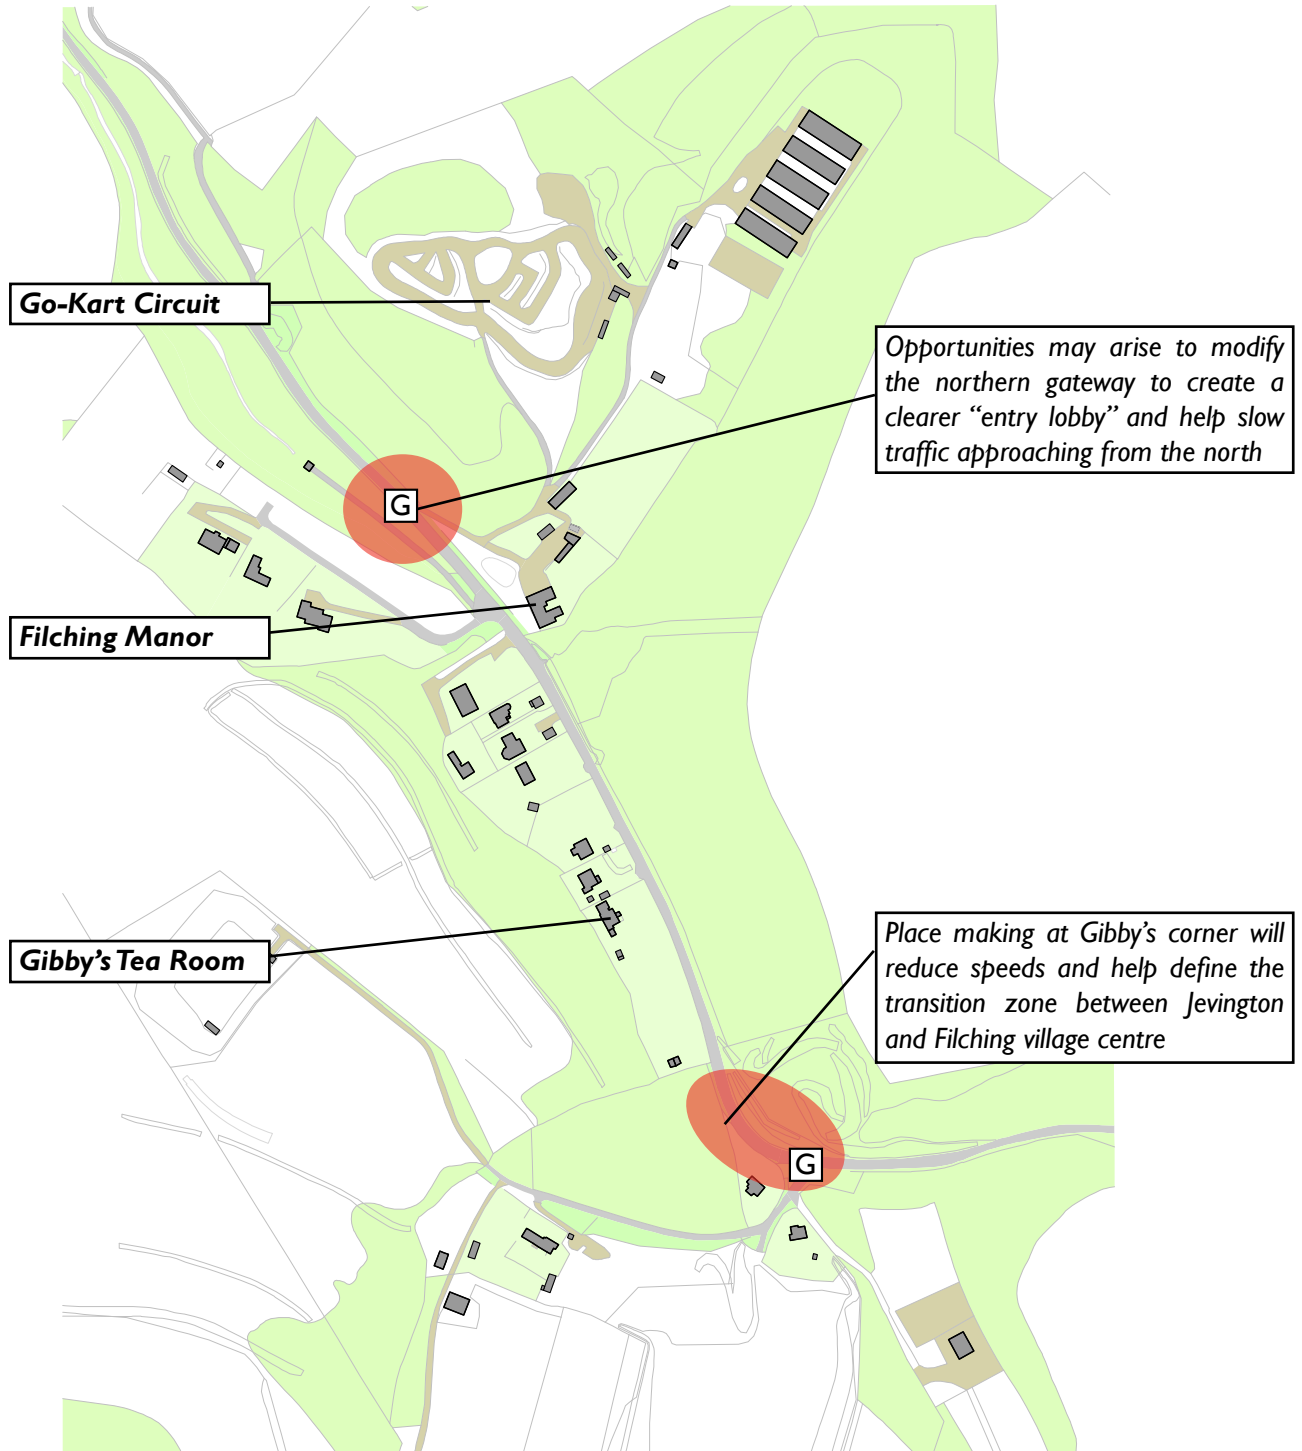 Go-Kart Circuit
Opportunities may arise to modify
the northern gateway to create a
clearer “entry lobby” and help slow
traffic approaching from the north
G
Filching Manor
Gibby’s Tea Room
Place making at Gibby’s corner will
reduce speeds and help define the
transition zone between Jevington
and Filching village centre
G